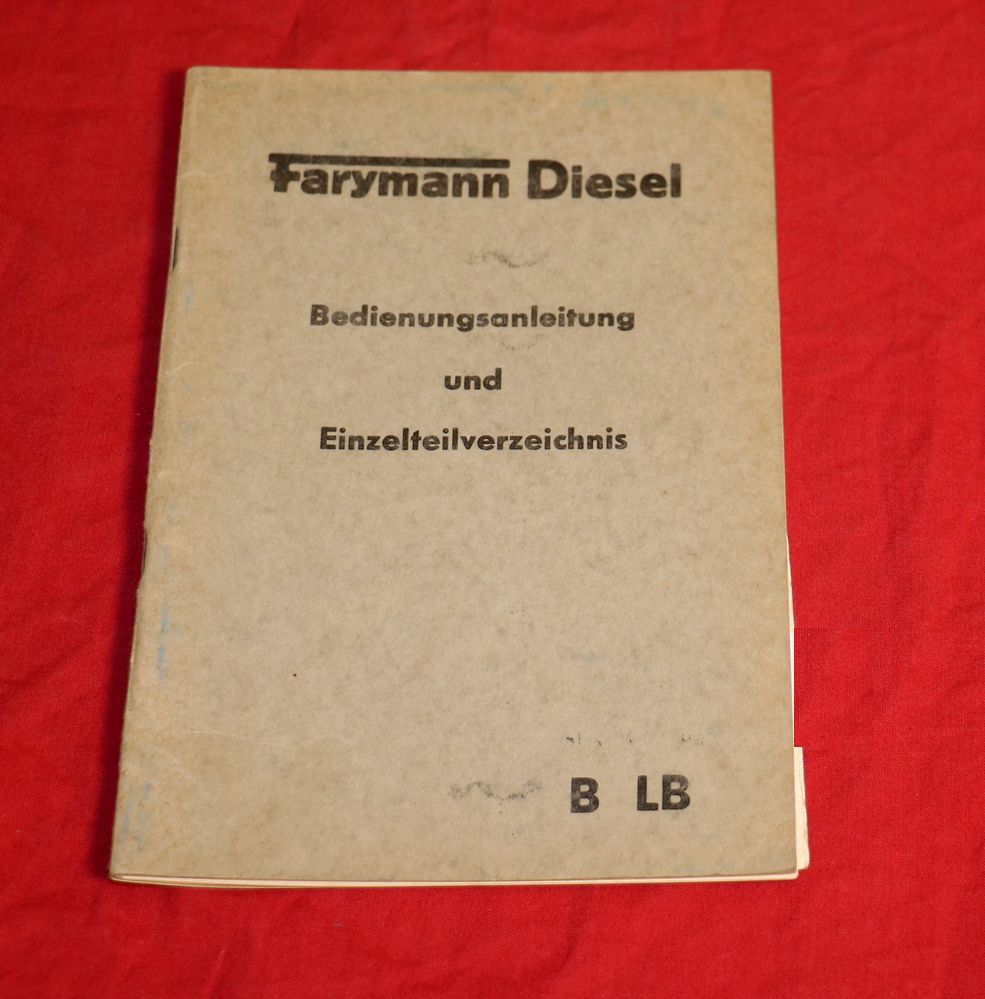 Farymann Diesel
Bedienungsanleitung
und
Einzelteilverzeichnis
B LB